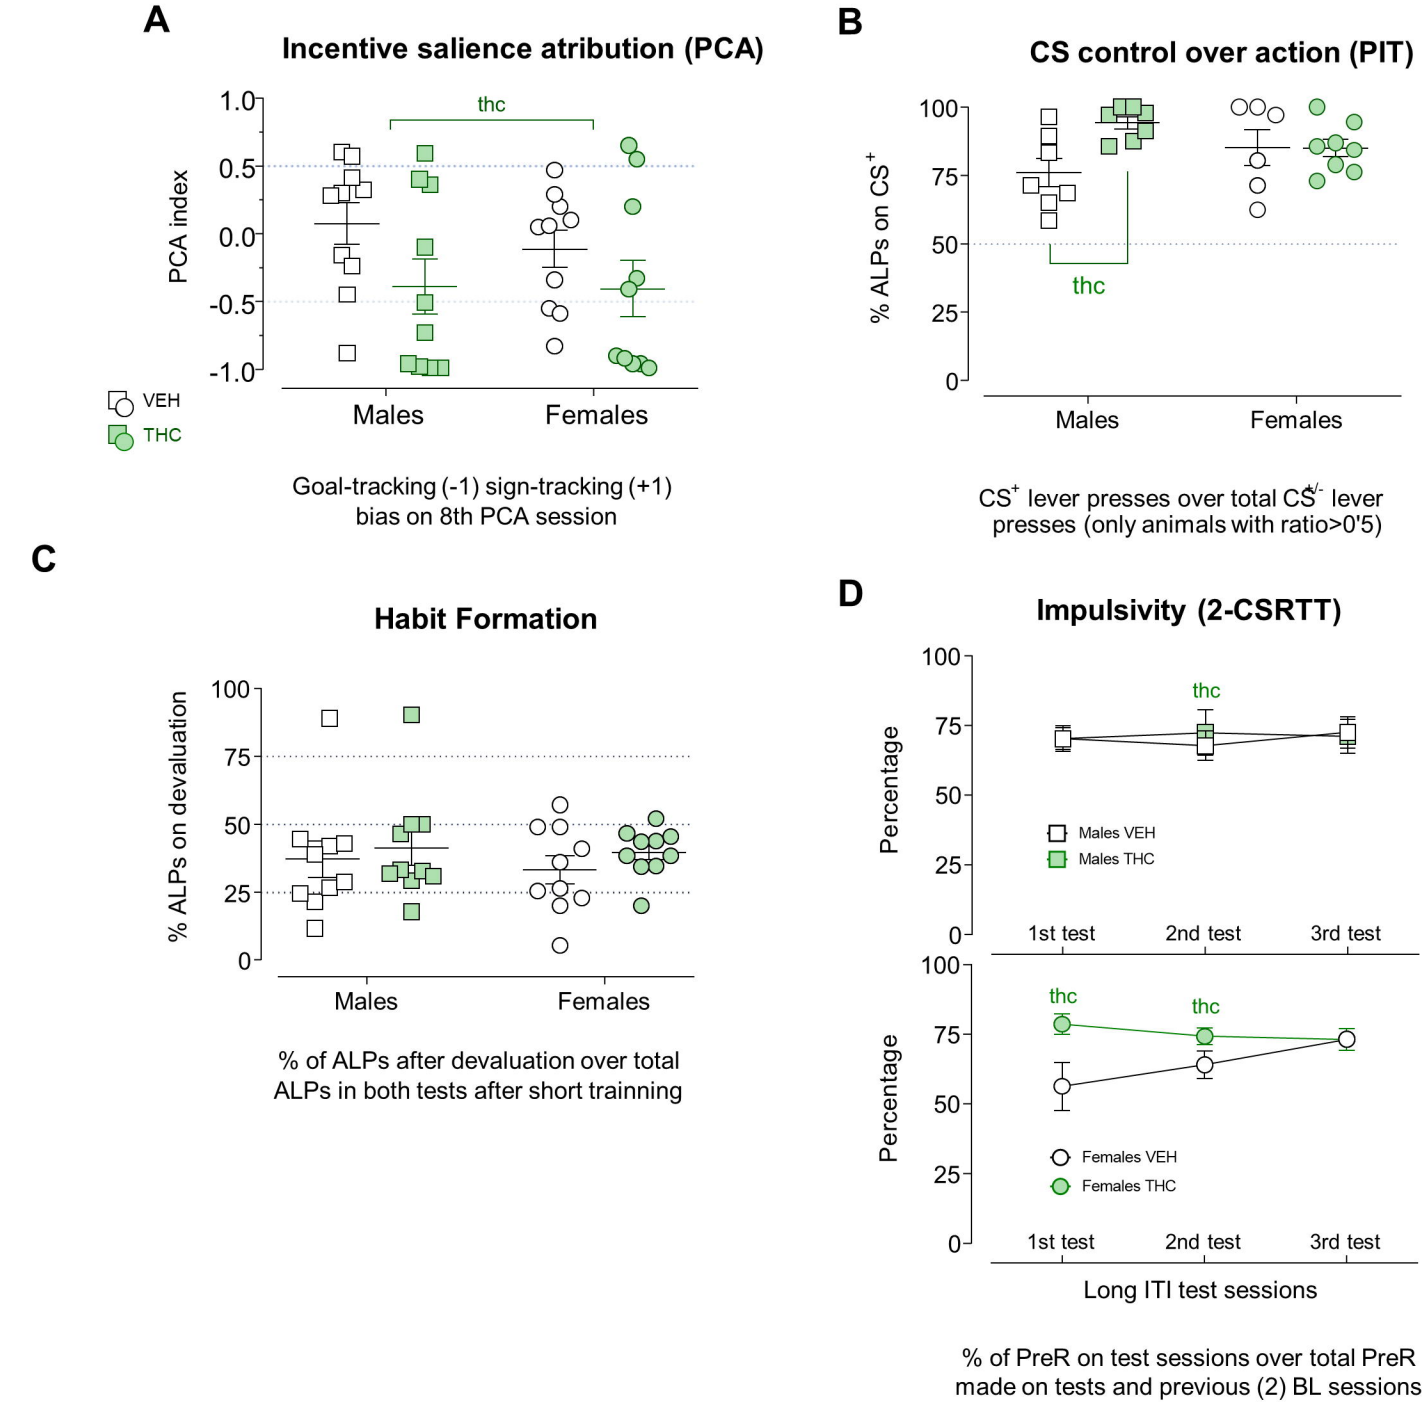 A
Incentive salience atribution (PCA)
thc
PCA index
1.0
0.5
0.0
-0.5
-1.0
Males
Females
VEH
THC
Goal-tracking (-1) sign-tracking (+1)
bias on 8th PCA session
B
CS control over action (PIT)
% ALPs on CS+
100
75
50
25
0
thc
Males
Females
CS+ lever presses over total CS+/- lever
presses (only animals with ratio>0'5)
C
Habit Formation
% ALPs on devaluation
100
75
50
25
0
Males
Females
% of ALPs after devaluation over total
ALPs in both tests after short trainning
D
Impulsivity (2-CSRTT)
Percentage
100
75
50
25
0
thc
Males VEH
Males THC
1st test
2nd test
3rd test
Percentage
100
75
50
25
0
thc
thc
Females VEH
Females THC
1st test
2nd test
3rd test
Long ITI test sessions
% of PreR on test sessions over total PreR
made on tests and previous (2) BL sessions